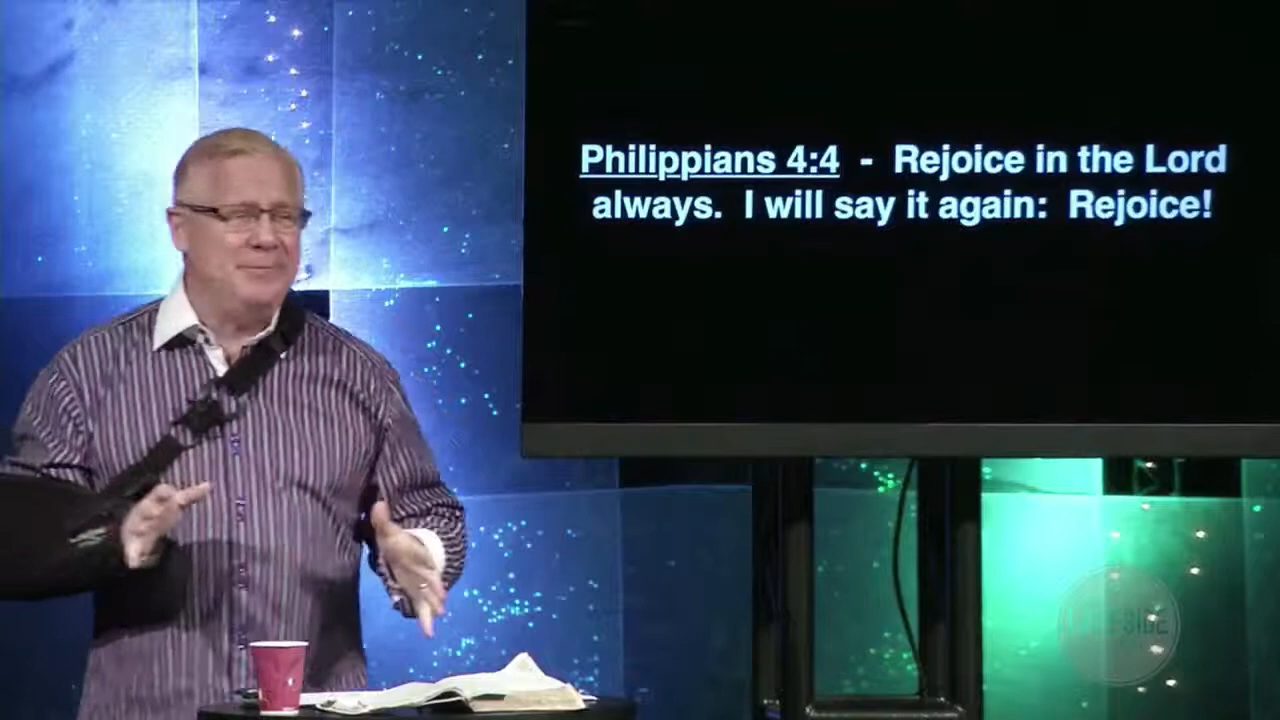 Philippians 4:4 - Rejoice in the Lord
always. I will say it again: Rejoice!